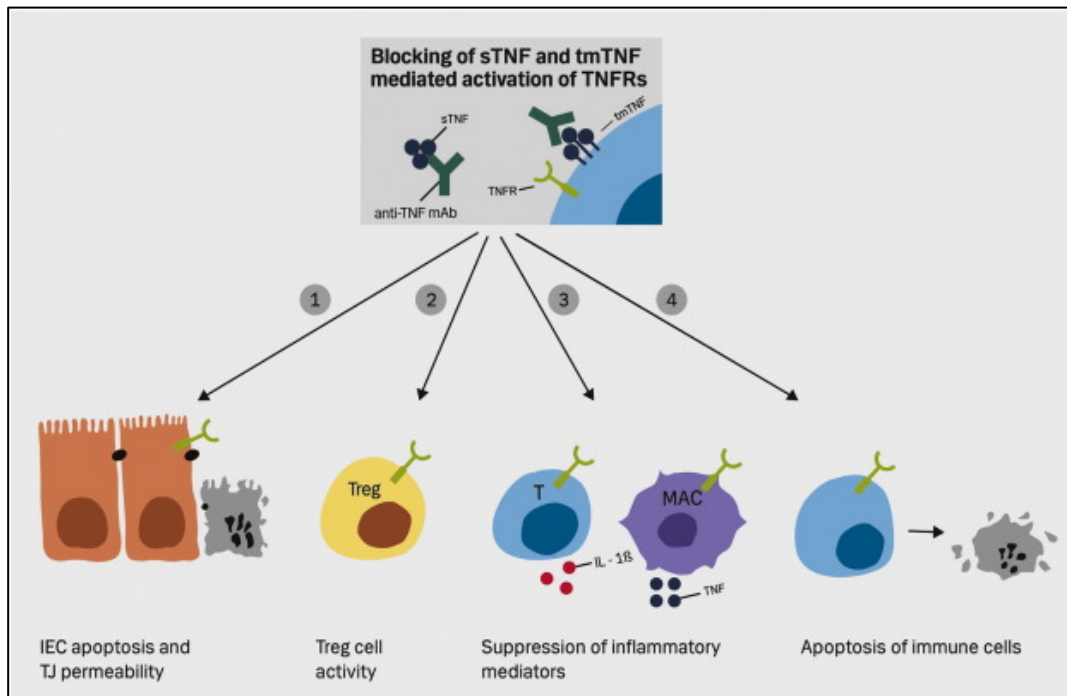 Blocking of sTNF and tmTNF
mediated activation of TNFRs
sTNF
tmTNF
TNFR
anti-TNF mAb
1
2
3
4
Treg
T
MAC
IL - 1ß
TNF
IEC apoptosis and
TJ permeability
Treg cell
activity
Suppression of inflammatory
mediators
Apoptosis of immune cells